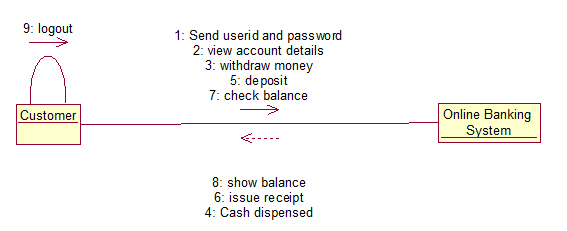 9: logout
1: Send userid and password
2: view account details
3: withdraw money
5: deposit
7: check balance
Customer
Online Banking
System
8: show balance
6: issue receipt
4: Cash dispensed